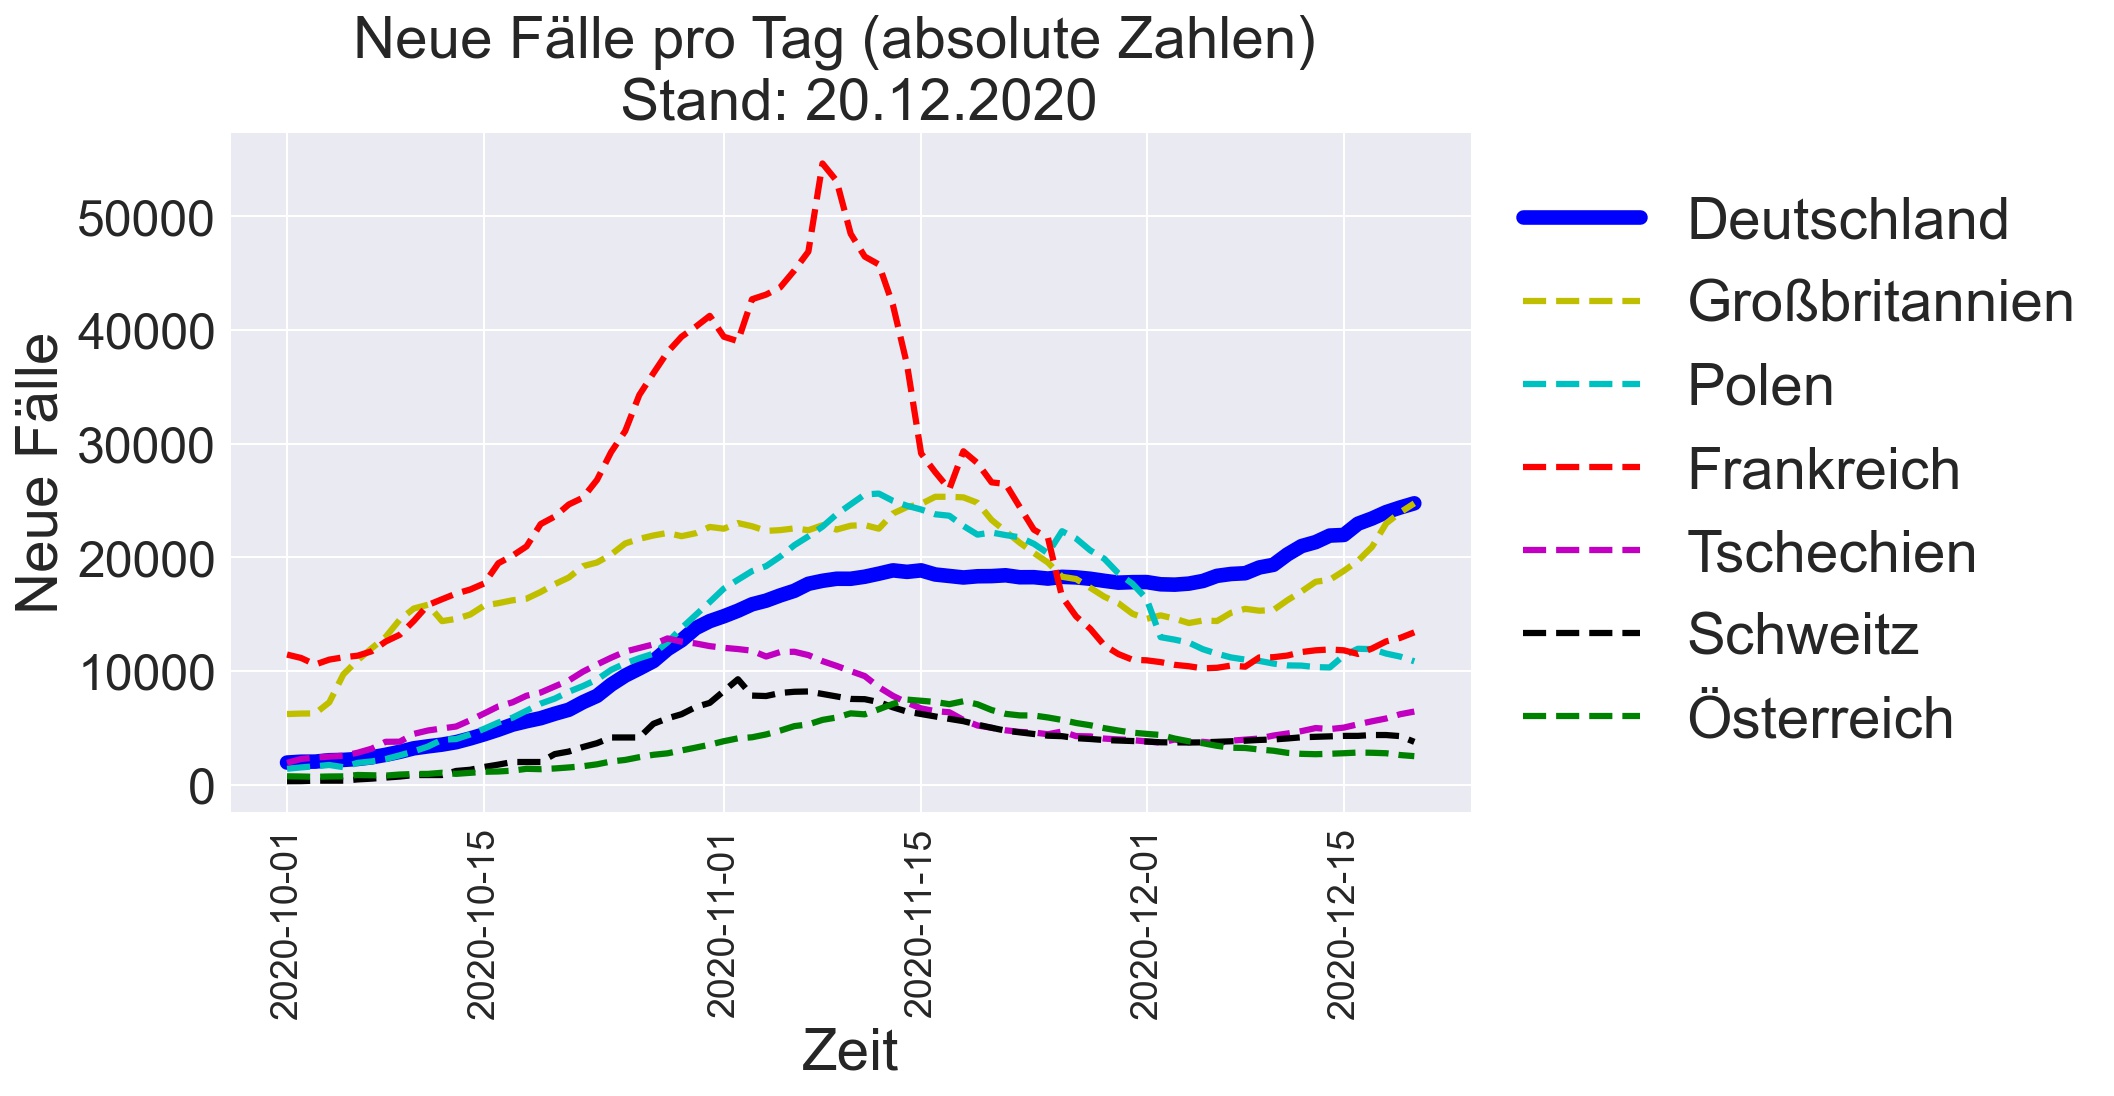 Neue Fälle pro Tag (absolute Zahlen)
Stand: 20.12.2020
Neue Fälle
50000
40000
30000
20000
10000
0
2020-10-01
2020-10-15
2020-11-01
2020-11-15
2020-12-01
2020-12-15
Zeit
Deutschland
Großbritannien
Polen
Frankreich
Tschechien
Schweitz
Österreich